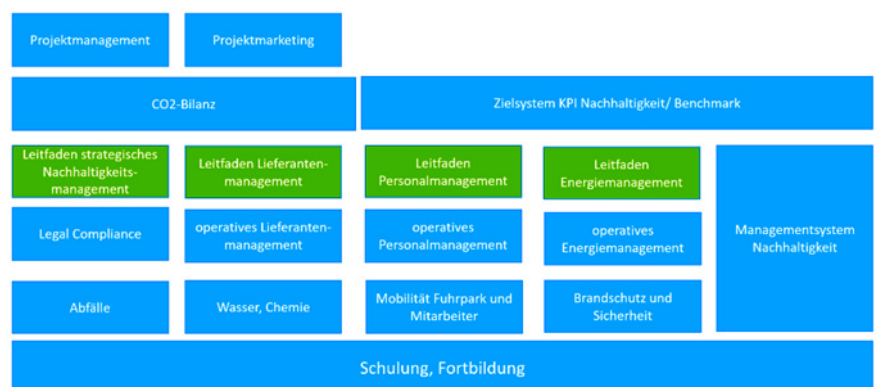 Projektmanagement
Projektmarketing
CO2-Bilanz
Zielsystem KPI Nachhaltigkeit/ Benchmark
Leitfaden strategisches
Nachhaltigkeits-
management
Leitfaden Lieferanten-
management
Leitfaden
Personalmanagement
Leitfaden
Energiemanagement
Managementsystem
Nachhaltigkeit
Legal Compliance
operatives Lieferanten-
management
operatives
Personalmanagement
operatives
Energiemanagement
Abfälle
Wasser, Chemie
Mobilität Fuhrpark und
Mitarbeiter
Brandschutz und
Sicherheit
Schulung, Fortbildung